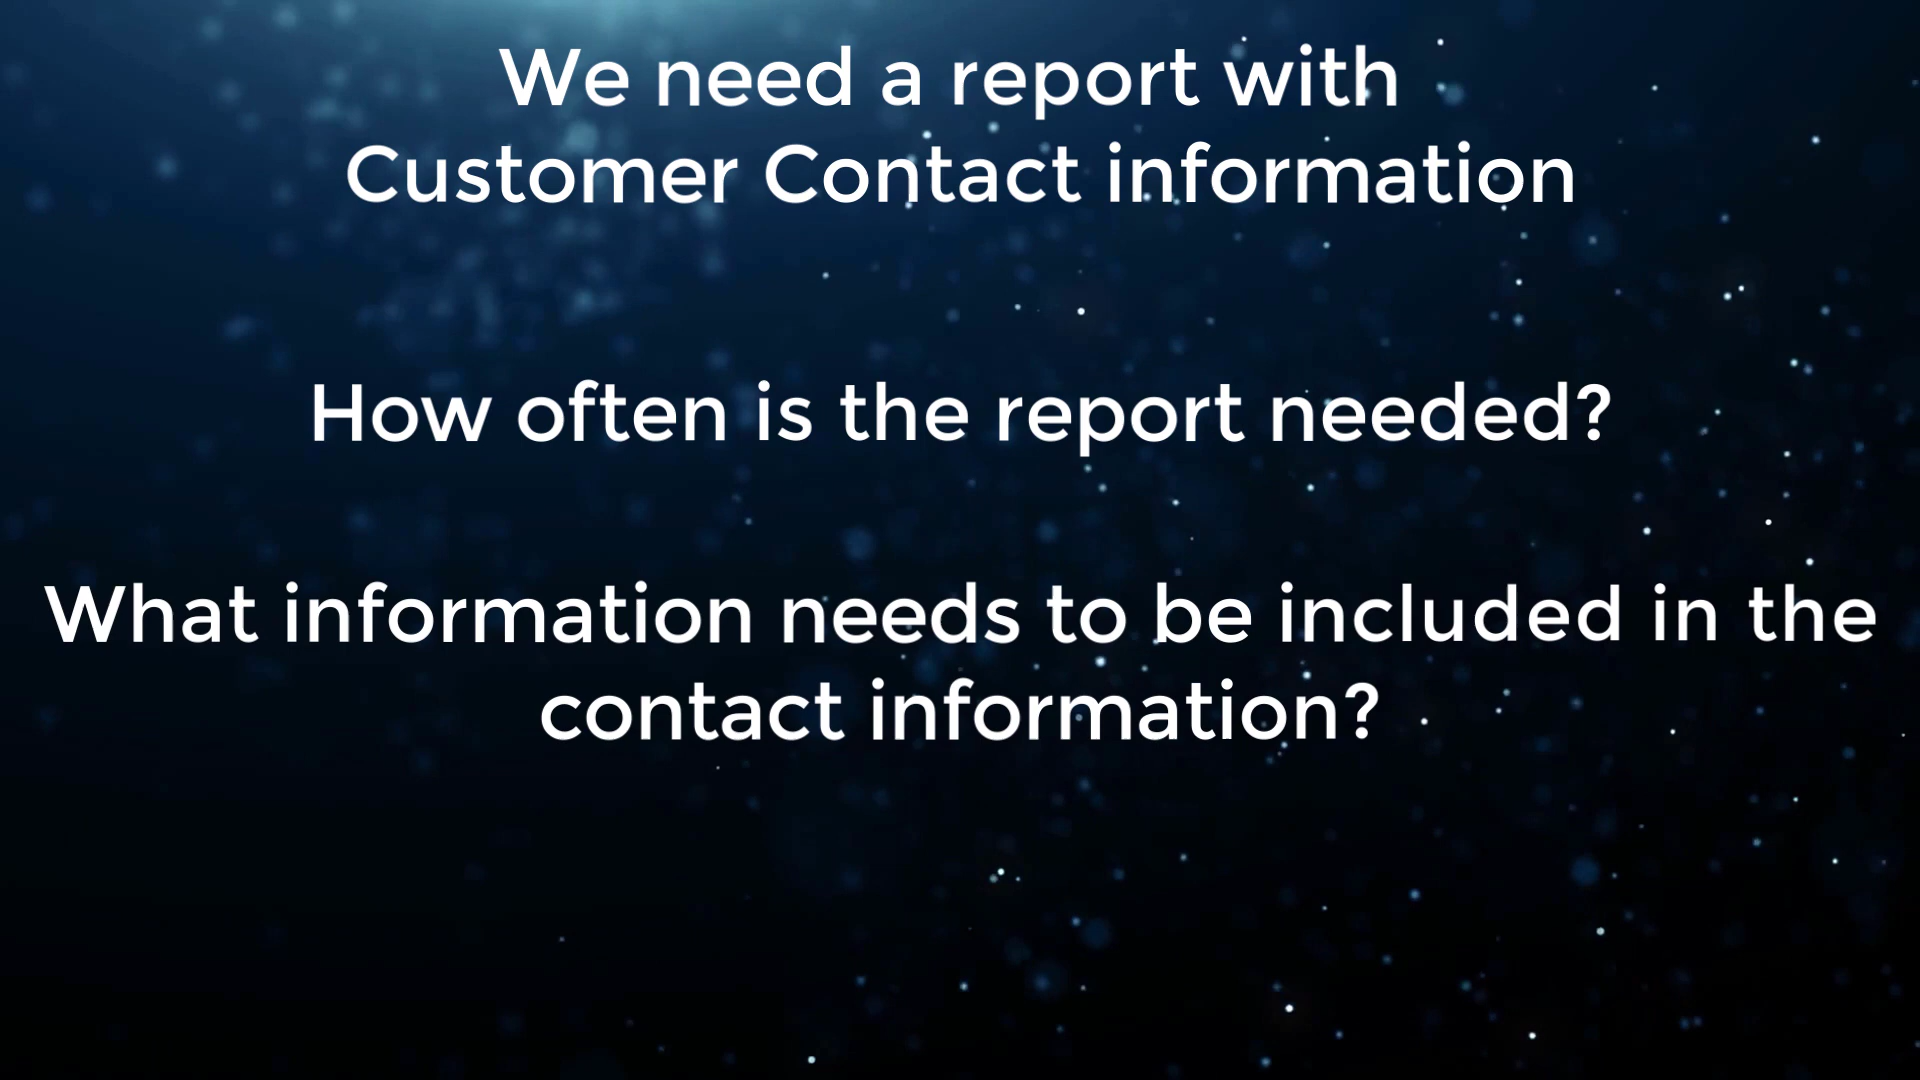 We need a report with
Customer Contact information
How often is the report needed?
What information needs to be included in the
contact information?